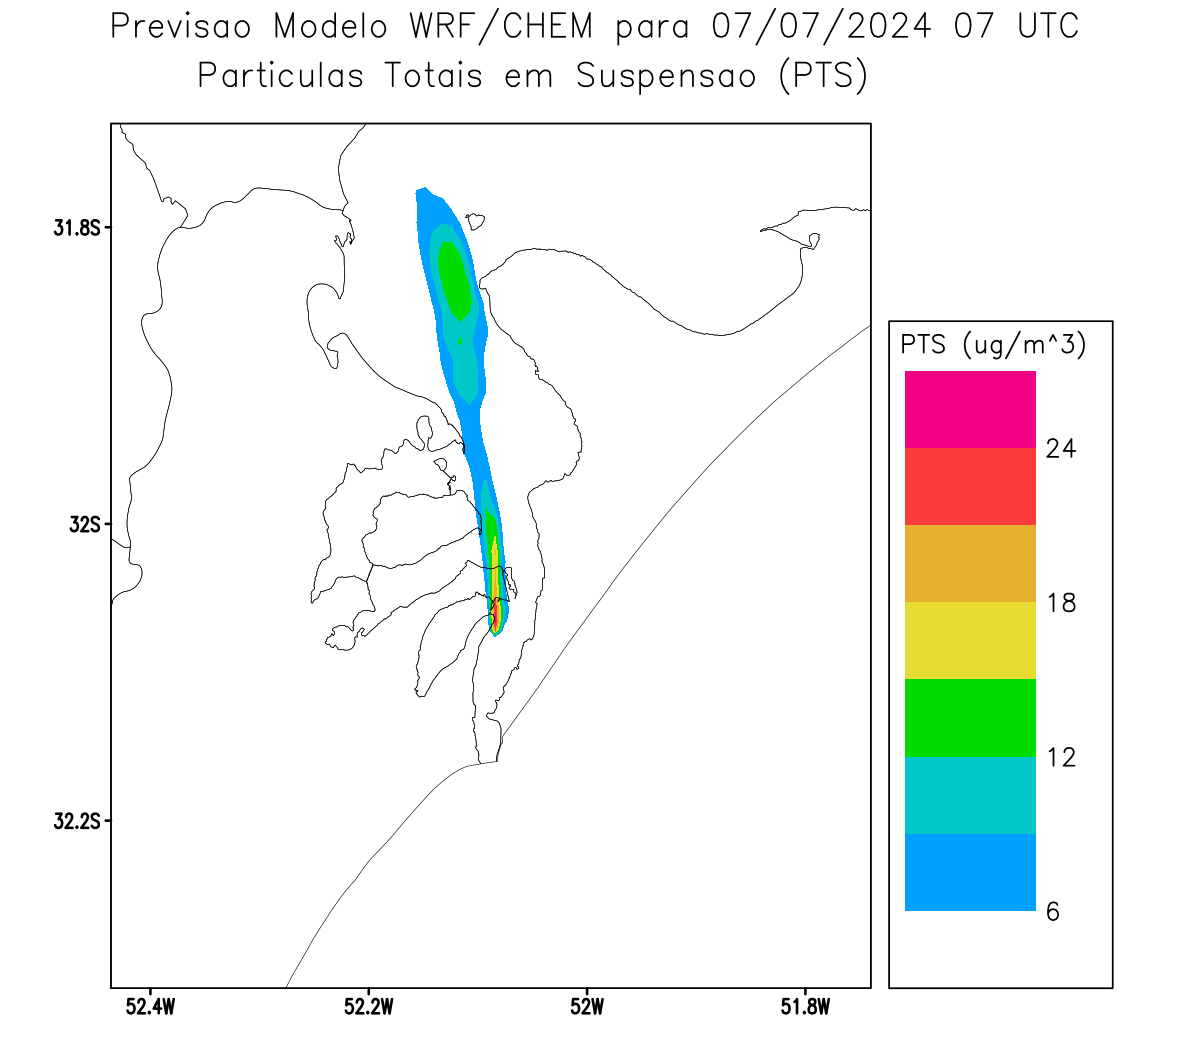 Previsao Modelo WRF/CHEM para 07/07/2024 07 UTC
Particulas Totais em Suspensao (PTS)
31.8S
32S
32.2S
52.4W
52.2W
52W
51.8W
PTS (ug/m^3)
24
18
12
6